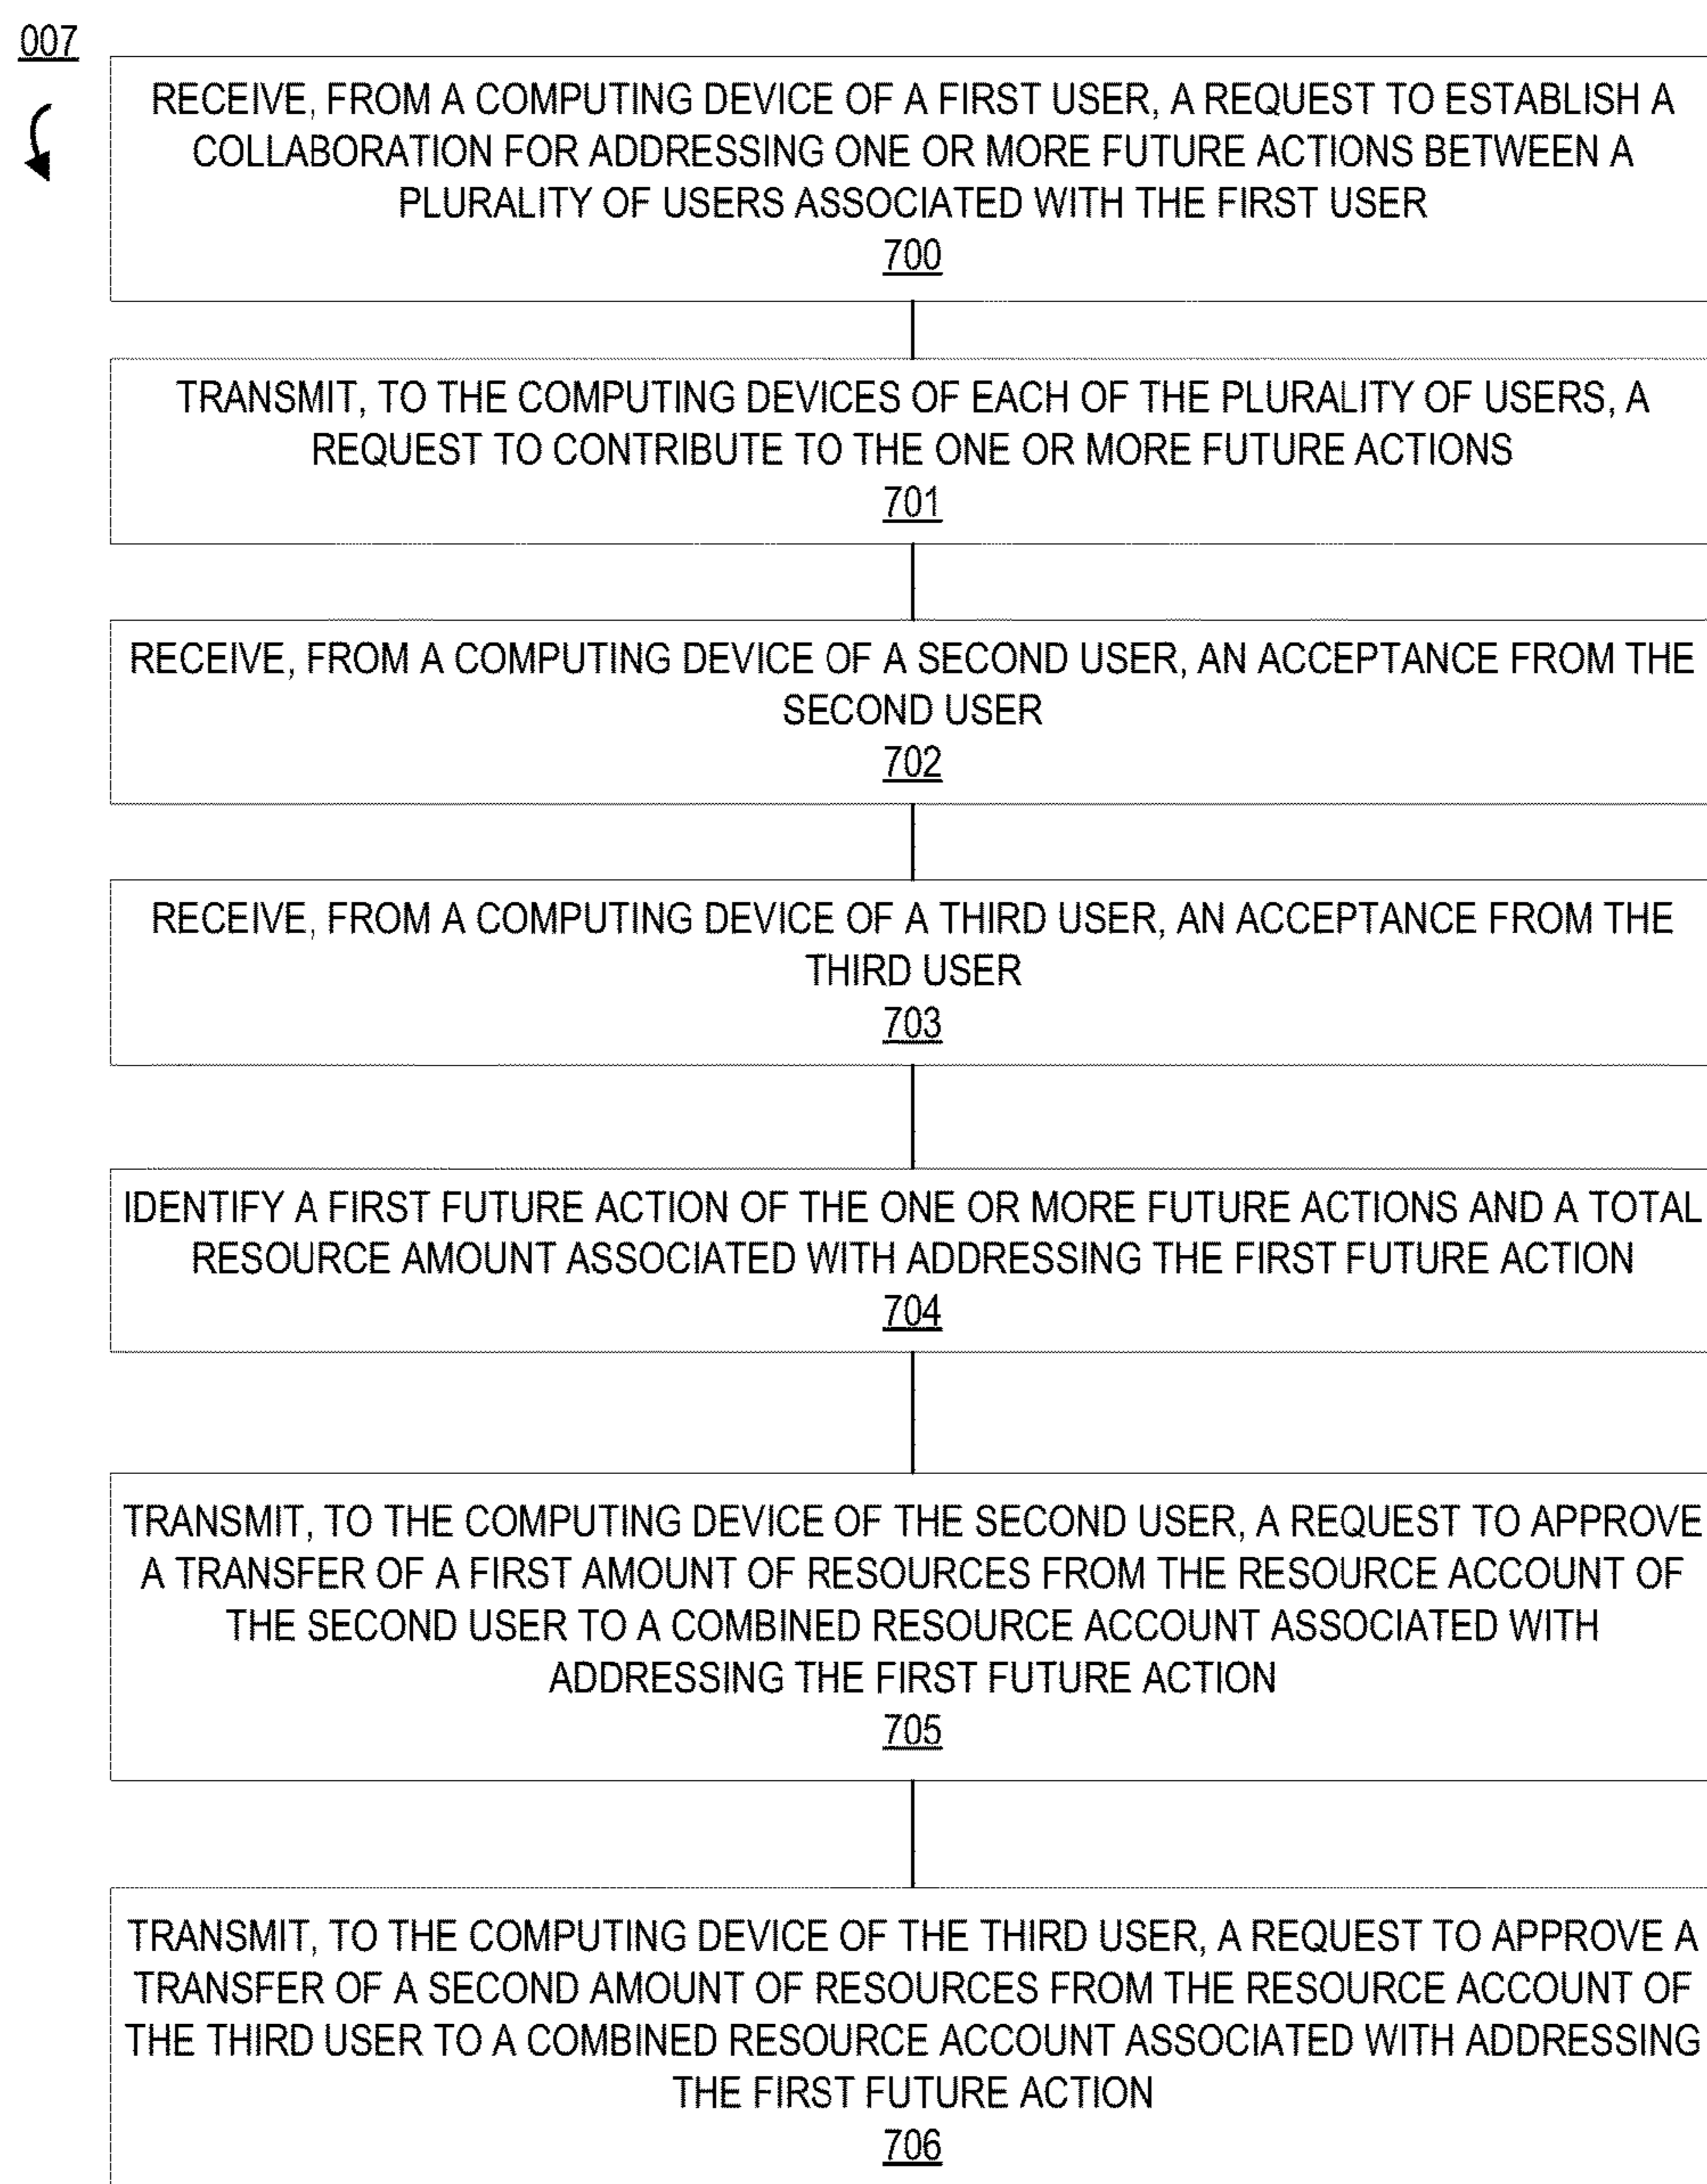 007
RECEIVE, FROM A COMPUTING DEVICE OF A FIRST USER, A REQUEST TO ESTABLISH A
COLLABORATION FOR ADDRESSING ONE OR MORE FUTURE ACTIONS BETWEEN A
PLURALITY OF USERS ASSOCIATED WITH THE FIRST USER
700
TRANSMIT, TO THE COMPUTING DEVICES OF EACH OF THE PLURALITY OF USERS, A
REQUEST TO CONTRIBUTE TO THE ONE OR MORE FUTURE ACTIONS
701
RECEIVE, FROM A COMPUTING DEVICE OF A SECOND USER, AN ACCEPTANCE FROM THE
SECOND USER
702
RECEIVE, FROM A COMPUTING DEVICE OF A THIRD USER, AN ACCEPTANCE FROM THE
THIRD USER
703
IDENTIFY A FIRST FUTURE ACTION OF THE ONE OR MORE FUTURE ACTIONS AND A TOTAL
RESOURCE AMOUNT ASSOCIATED WITH ADDRESSING THE FIRST FUTURE ACTION
704
TRANSMIT, TO THE COMPUTING DEVICE OF THE SECOND USER, A REQUEST TO APPROVE
A TRANSFER OF A FIRST AMOUNT OF RESOURCES FROM THE RESOURCE ACCOUNT OF
THE SECOND USER TO A COMBINED RESOURCE ACCOUNT ASSOCIATED WITH
ADDRESSING THE FIRST FUTURE ACTION
705
TRANSMIT, TO THE COMPUTING DEVICE OF THE THIRD USER, A REQUEST TO APPROVE A
TRANSFER OF A SECOND AMOUNT OF RESOURCES FROM THE RESOURCE ACCOUNT OF
THE THIRD USER TO A COMBINED RESOURCE ACCOUNT ASSOCIATED WITH ADDRESSING
THE FIRST FUTURE ACTION
706